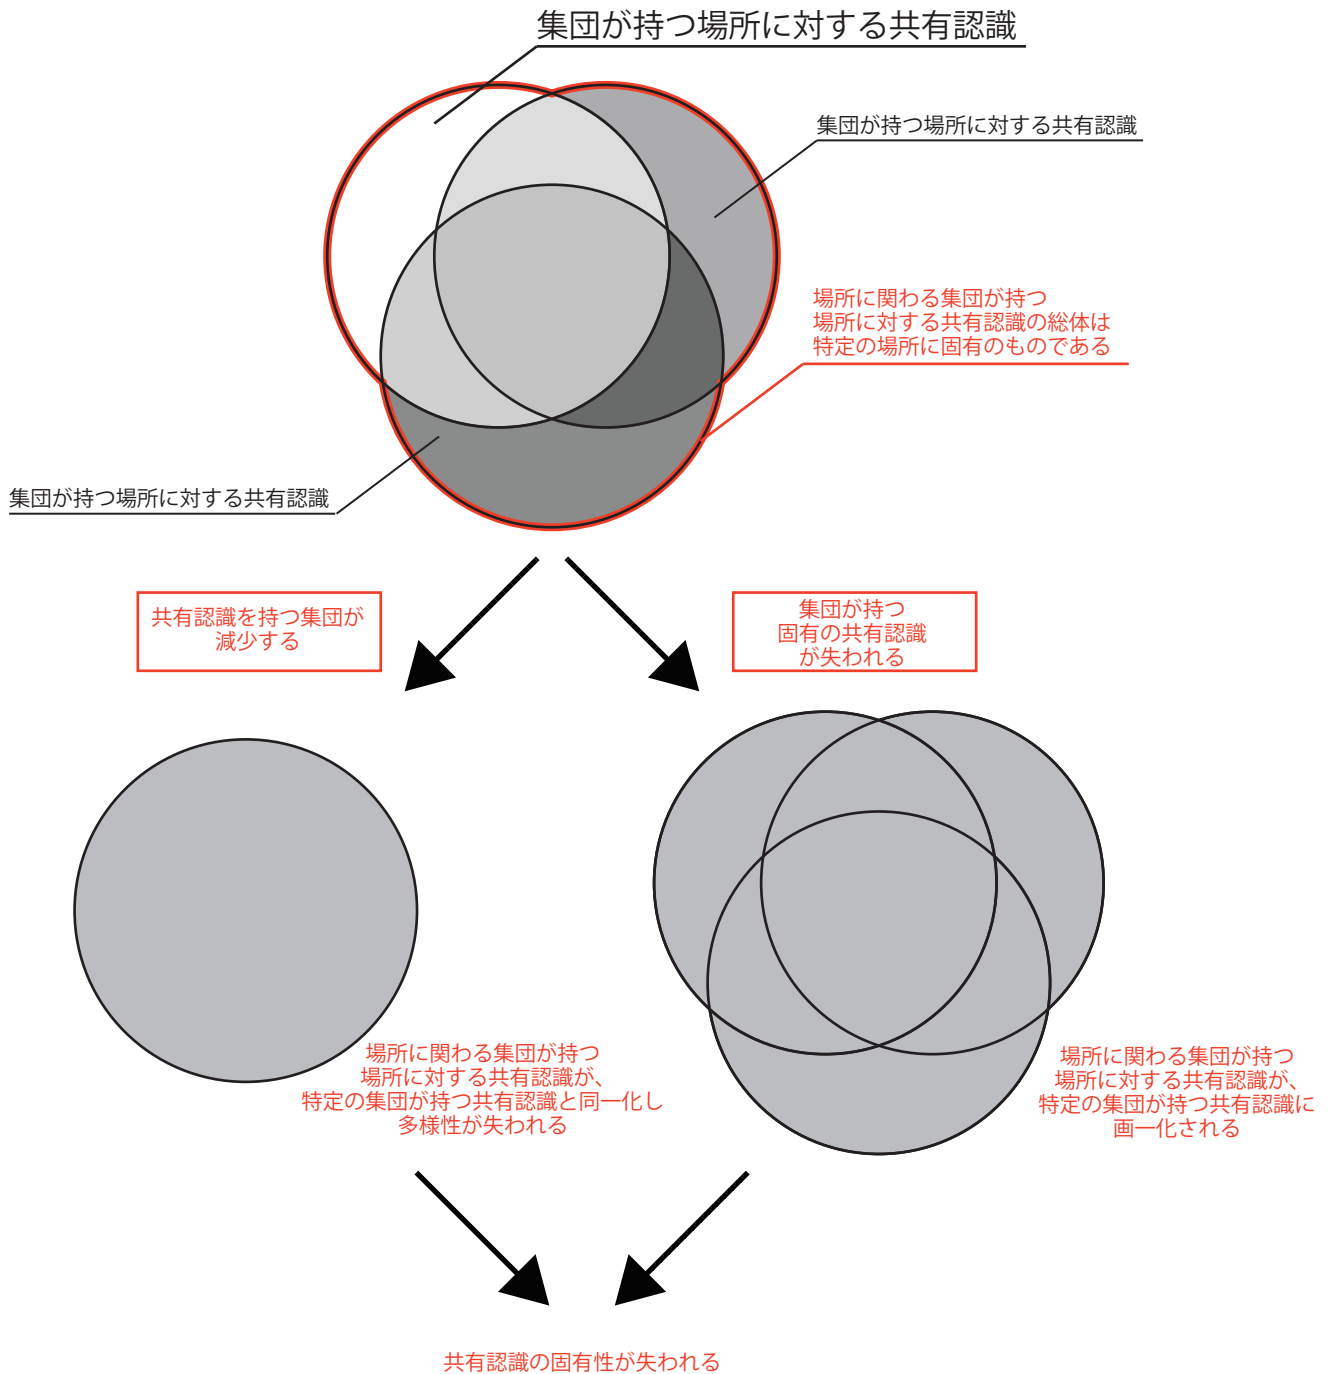 集団が持つ場所に対する共有認識
集団が持つ場所に対する共有認識
場所に関わる集団が持つ
場所に対する共有認識の総体は
特定の場所に固有のものである
集団が持つ場所に対する共有認識
共有認識を持つ集団が
減少する
集団が持つ
固有の共有認識
が失われる
場所に関わる集団が持つ
場所に対する共有認識が、
特定の集団が持つ共有認識と同一化し
多様性が失われる
場所に関わる集団が持つ
場所に対する共有認識が、
特定の集団が持つ共有認識に
画一化される
共有認識の固有性が失われる